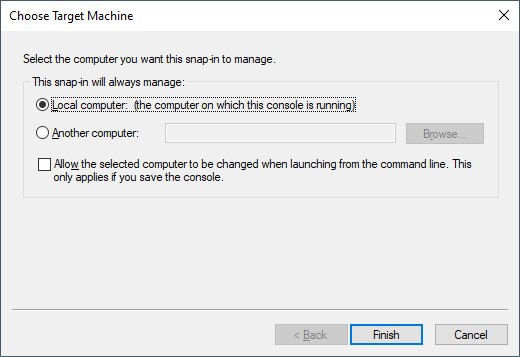 Choose Target Machine
Select the computer you want this snap-in to manage.
This snap-in will always manage:
Local computer: (the computer on which this console is running)
Another computer:
Browse...
Allow the selected computer to be changed when launching from the command line. This
only applies if you save the console.
< Back
Finish
Cancel